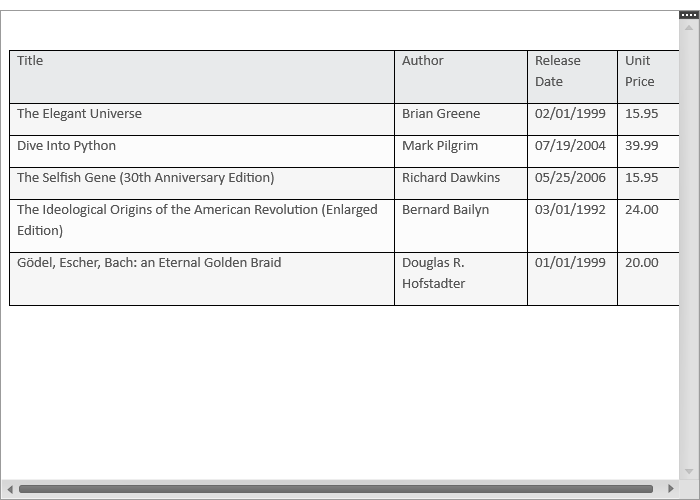 Title Author Release Unit
Date Price
The Elegant Universe Brian Greene 02/01/1999 15.95
Dive Into Python Mark Pilgrim 07/19/2004 39.99
The Selfish Gene (30th Anniversary Edition) Richard Dawkins 05/25/2006 15.95
The Ideological Origins of the American Revolution (Enlarged Bernard Bailyn 03/01/1992 24.00
Edition)
Gödel, Escher, Bach: an Eternal Golden Braid Douglas R. 01/01/1999 20.00
Hofstadter